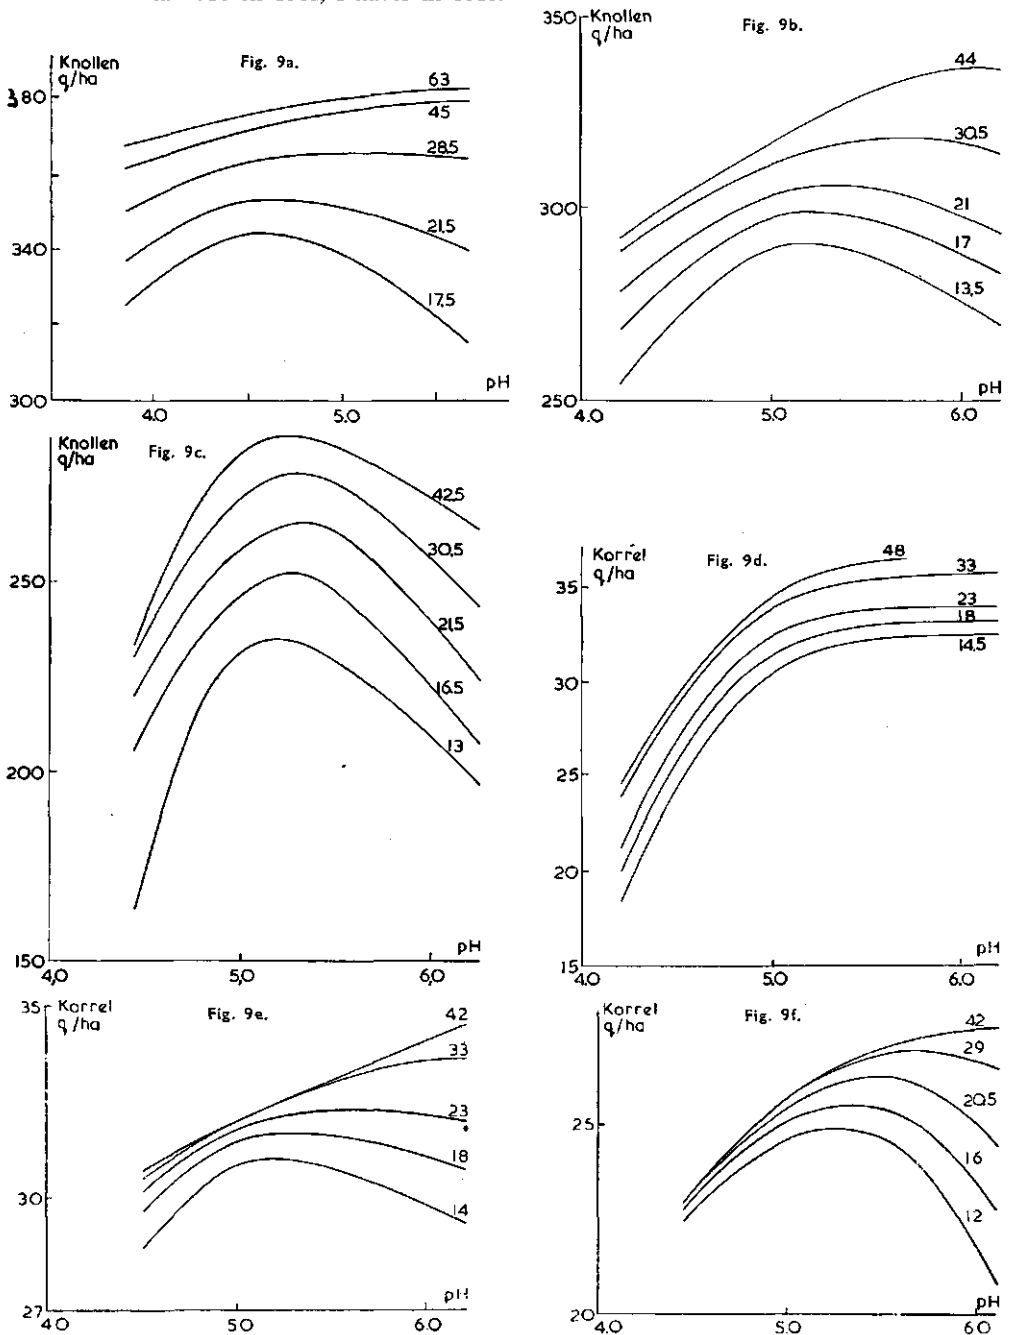 Knollen
q/ha
Fig. 9a.
380
340
300
63
45
28.5
21,5
17,5
pH
4.0
5.0
350
Knollen
q/ha
Fig. 9b.
300
250
44
30,5
21
17
13,5
pH
4.0
5.0
6.0
Knollen
q/ha
Fig. 9c.
250
200
150
42,5
30,5
21,5
16,5
13
pH
4,0
5,0
6,0
Korrel
q/ha
Fig. 9d.
35
30
25
20
15
48
33
23
18
14,5
pH
4.0
5.0
6.0
35
Korrel
q/ha
Fig. 9e.
30
27
42
33
23
18
14
pH
4.0
5.0
6.0
Korrel
q/ha
Fig. 9f.
25
20
42
29
20,5
16
12
pH
4.0
5.0
6.0